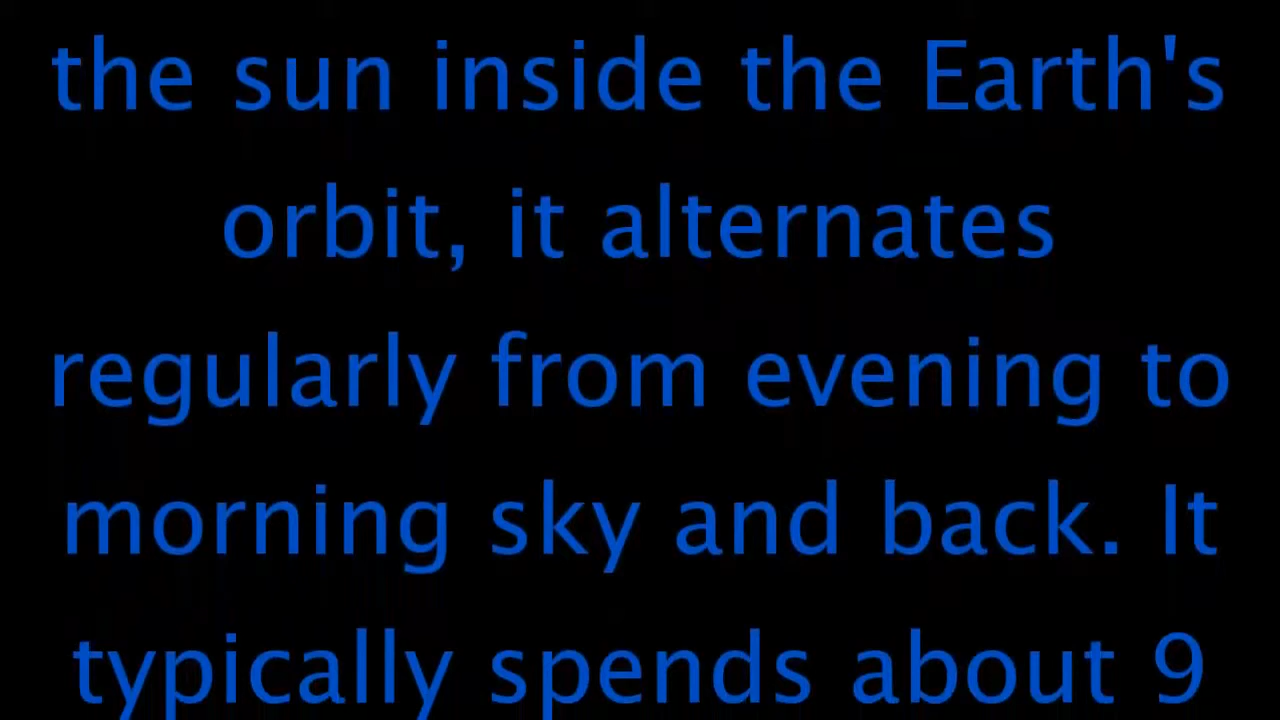 the sun inside the Earth's
orbit, it alternates
regularly from evening to
morning sky and back. It
typically spends about 9